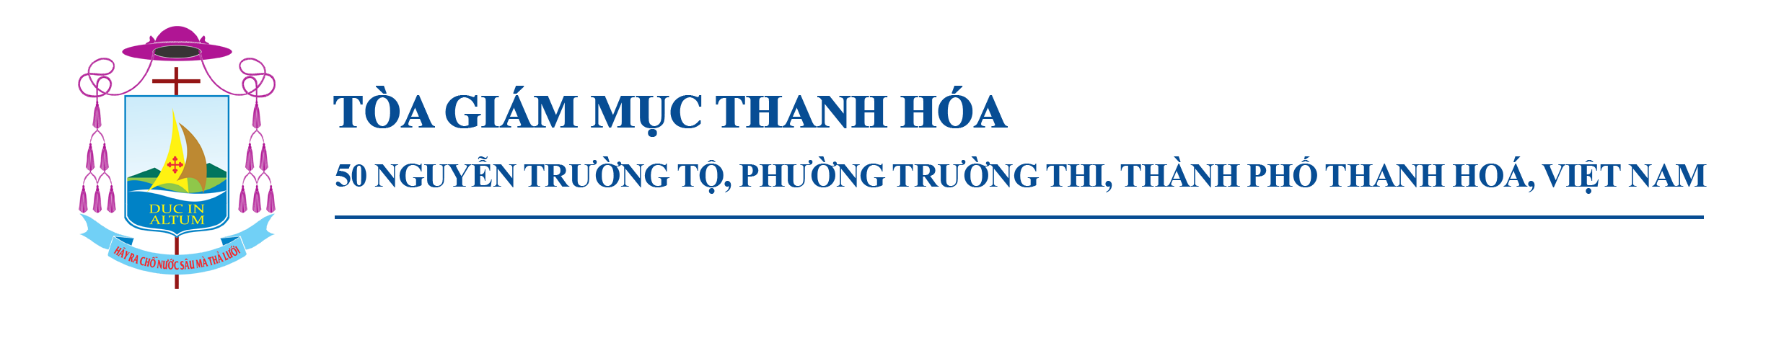 TÒA GIÁM MỤC THANH HÓA
50 NGUYỄN TRƯỜNG TỘ, PHƯỜNG TRƯỜNG THI, THÀNH PHỐ THANH HOÁ, VIỆT NAM
DUC IN
ALTUM
HÃY RA CHỖ NƯỚC SÂU MÀ THẢ LƯỚI